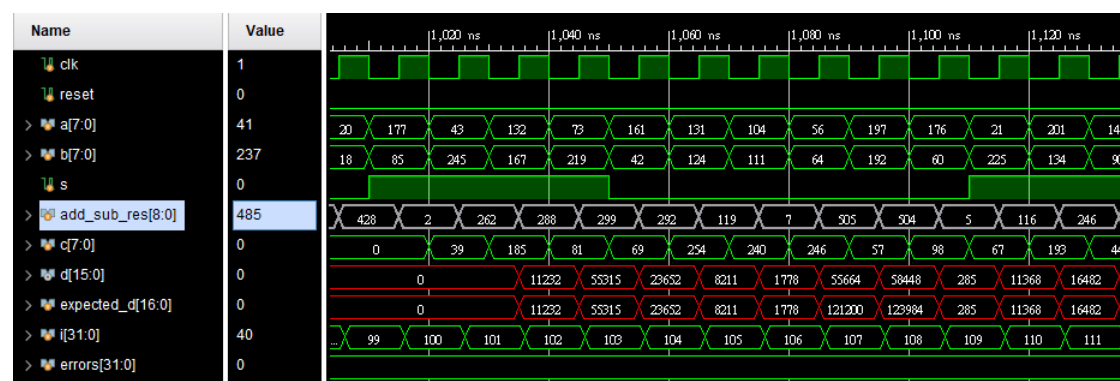 Name Value 1,020 ns 1,040 ns 1,060 ns 1,080 ns 1,100 ns 1,120 ns
clk 1
reset 0
a[7:0] 41 20 177 43 132 73 161 131 104 56 197 176 21 201 14
b[7:0] 237 18 85 245 167 219 42 124 111 64 192 60 225 134
s 0
add_sub_res[8:0] 485 428 2 262 288 299 292 119 7 505 504 5 116 246
c[7:0] 0 0 39 185 81 69 254 240 246 57 98 67 193
d[15:0] 0 0 11232 55315 23652 8211 1778 55664 58448 285 11368 16482
expected_d[16:0] 0 0 11232 55315 23652 8211 1778 121200 123984 285 11368 16482
i[31:0] 40 ... 99 100 101 102 103 104 105 106 107 108 109 110 111
errors[31:0] 0